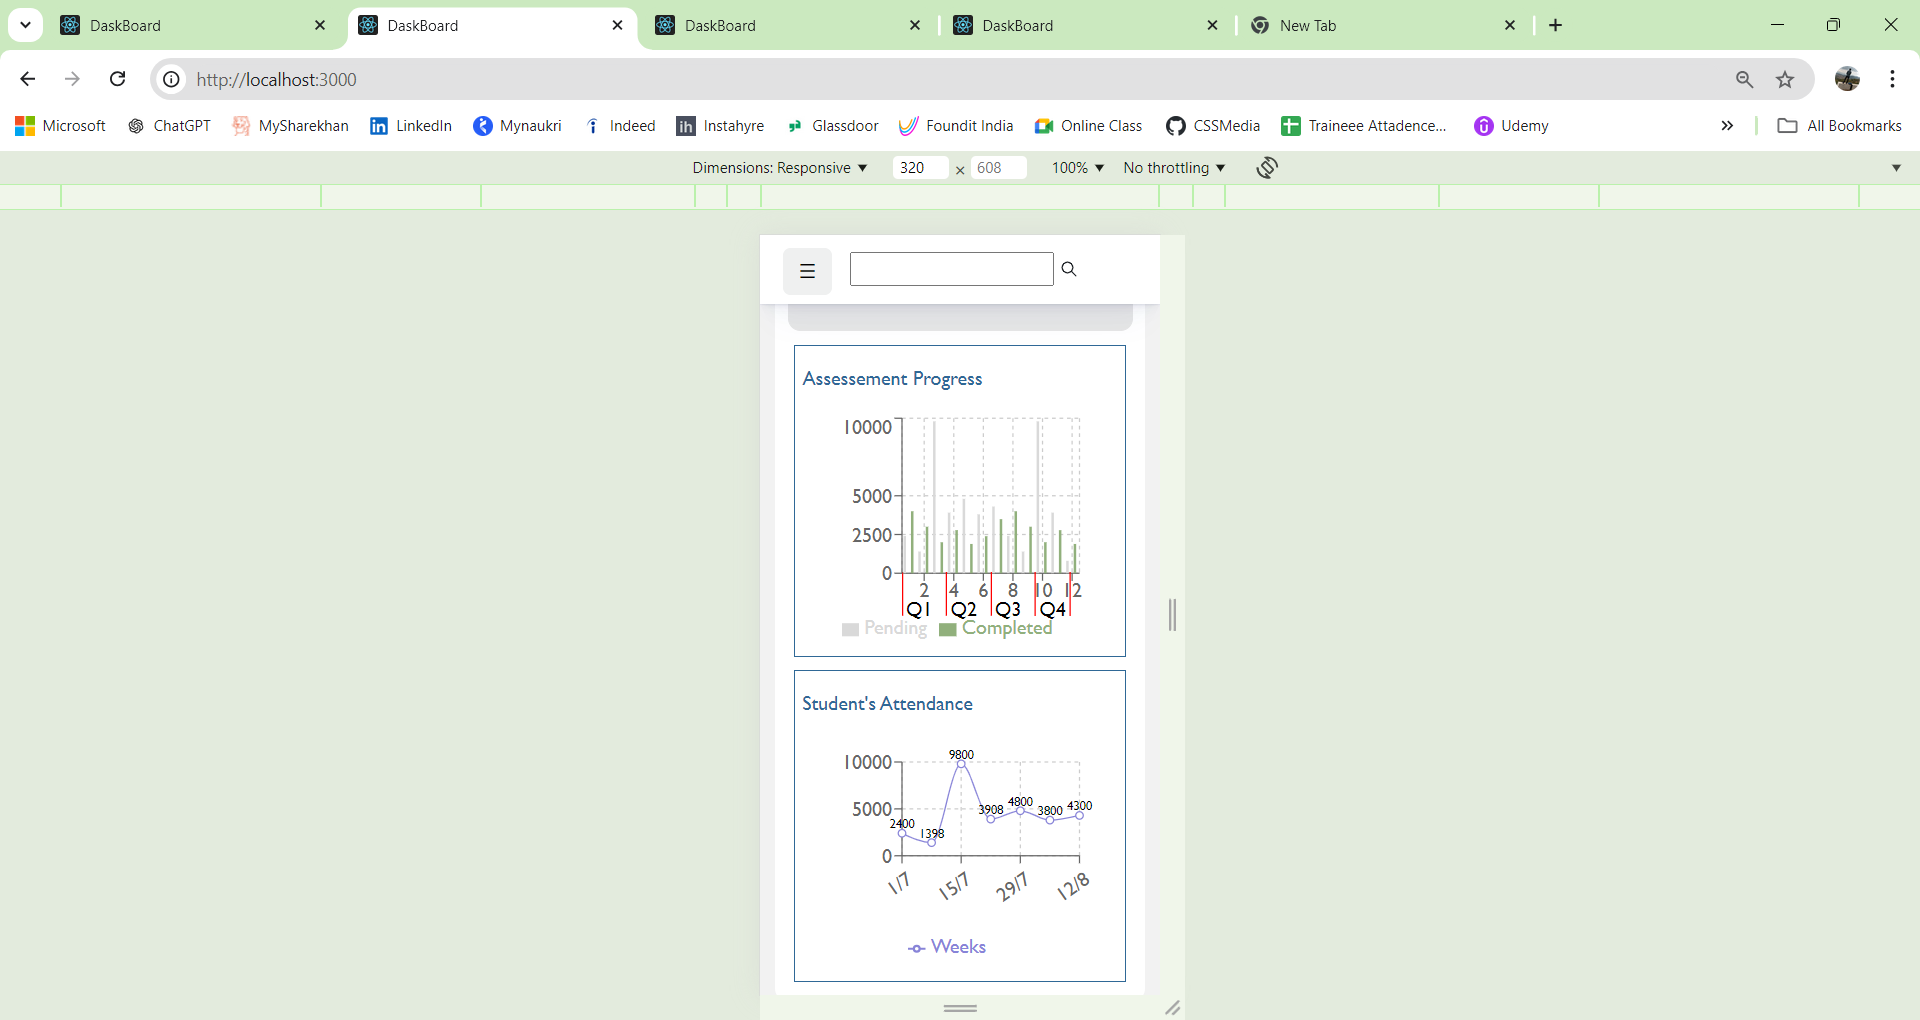 DaskBoard
DaskBoard
DaskBoard
DaskBoard
New Tab
http://localhost:3000
Microsoft
ChatGPT
MySharekhan
LinkedIn
Mynaukri
Indeed
Instahyre
Glassdoor
Foundit India
Online Class
CSSMedia
Traineee Attadence...
Udemy
All Bookmarks
Dimensions: Responsive
320 × 608
100%
No throttling
Assessement Progress
10000
5000
2500
0
2 4 6 8 10 12
Q1 Q2 Q3 Q4
Pending Completed
Student's Attendance
10000
5000
0
2400
1398
9800
3908
4800
3800
4300
1/7 15/7 29/7 12/8
Weeks